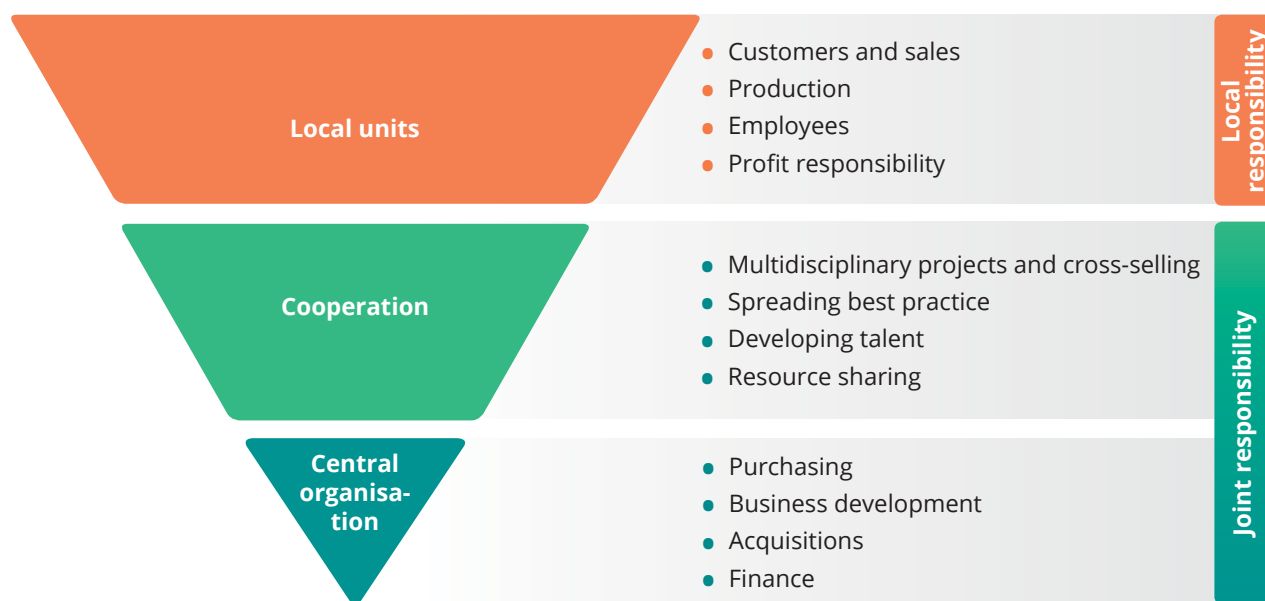 Local units
Customers and sales
Production
Employees
Profit responsibility
Local
responsibility
Cooperation
Multidisciplinary projects and cross-selling
Spreading best practice
Developing talent
Resource sharing
Central
organisa-
tion
Purchasing
Business development
Acquisitions
Finance
Joint responsibility